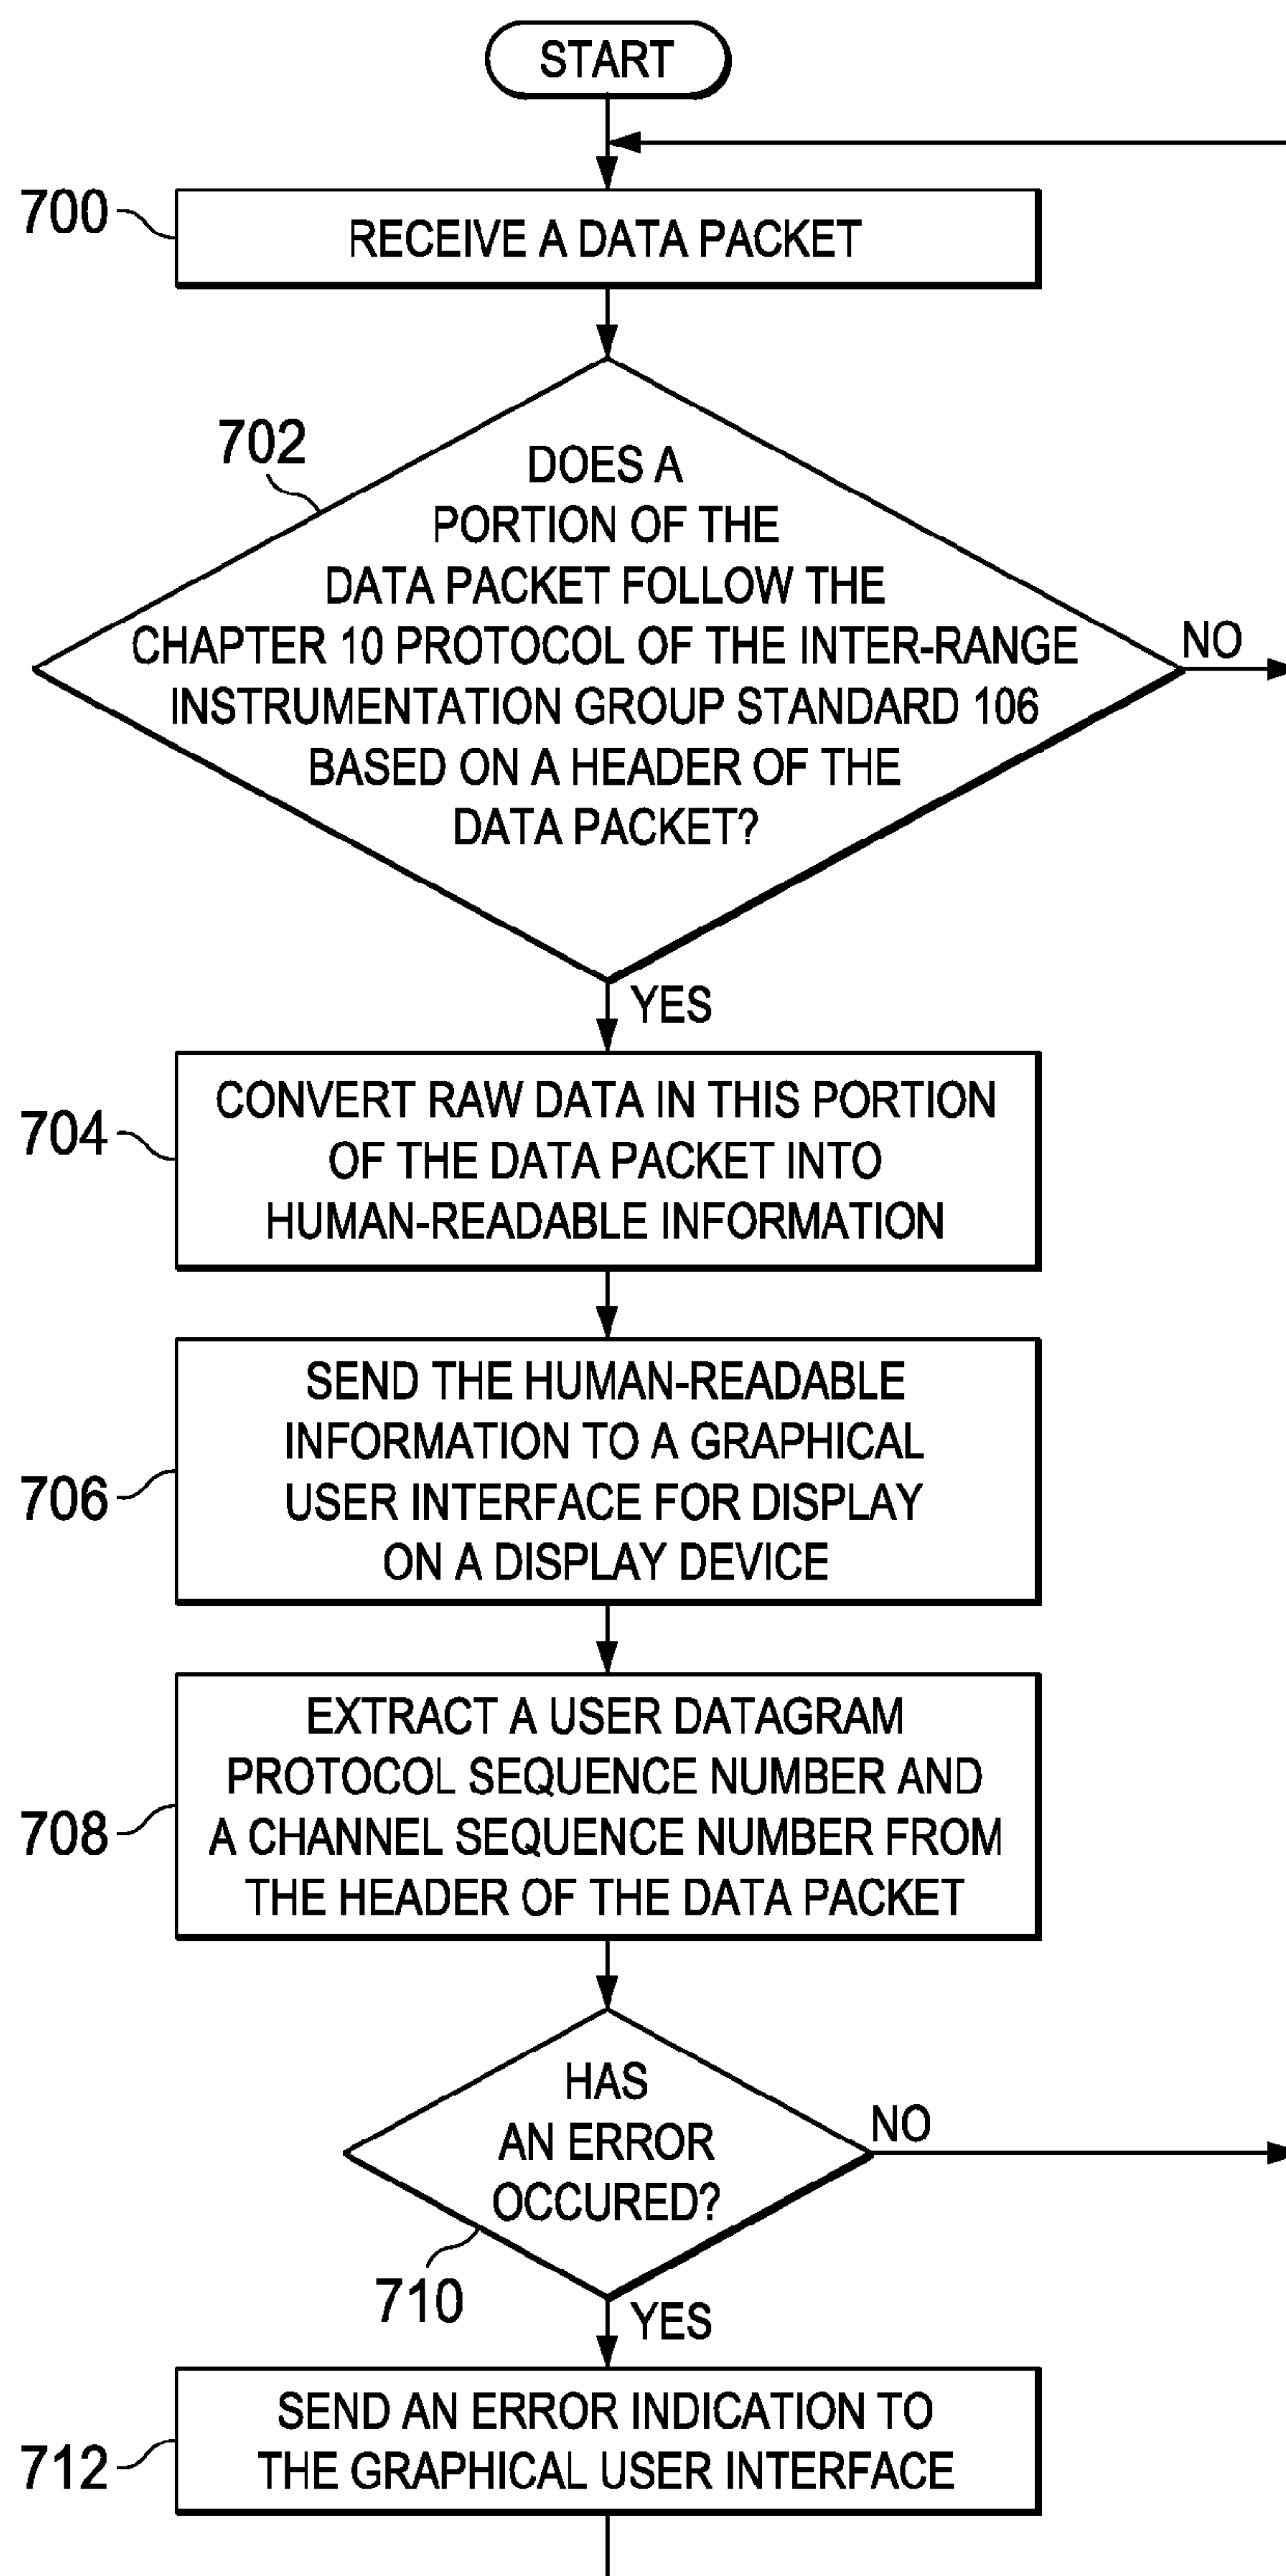 START
700
RECEIVE A DATA PACKET
702
DOES A
PORTION OF THE
DATA PACKET FOLLOW THE
CHAPTER 10 PROTOCOL OF THE INTER-RANGE
INSTRUMENTATION GROUP STANDARD 106
BASED ON A HEADER OF THE
DATA PACKET?
NO
YES
704
CONVERT RAW DATA IN THIS PORTION
OF THE DATA PACKET INTO
HUMAN-READABLE INFORMATION
706
SEND THE HUMAN-READABLE
INFORMATION TO A GRAPHICAL
USER INTERFACE FOR DISPLAY
ON A DISPLAY DEVICE
708
EXTRACT A USER DATAGRAM
PROTOCOL SEQUENCE NUMBER AND
A CHANNEL SEQUENCE NUMBER FROM
THE HEADER OF THE DATA PACKET
HAS
AN ERROR
OCCURED?
NO
710
YES
712
SEND AN ERROR INDICATION TO
THE GRAPHICAL USER INTERFACE